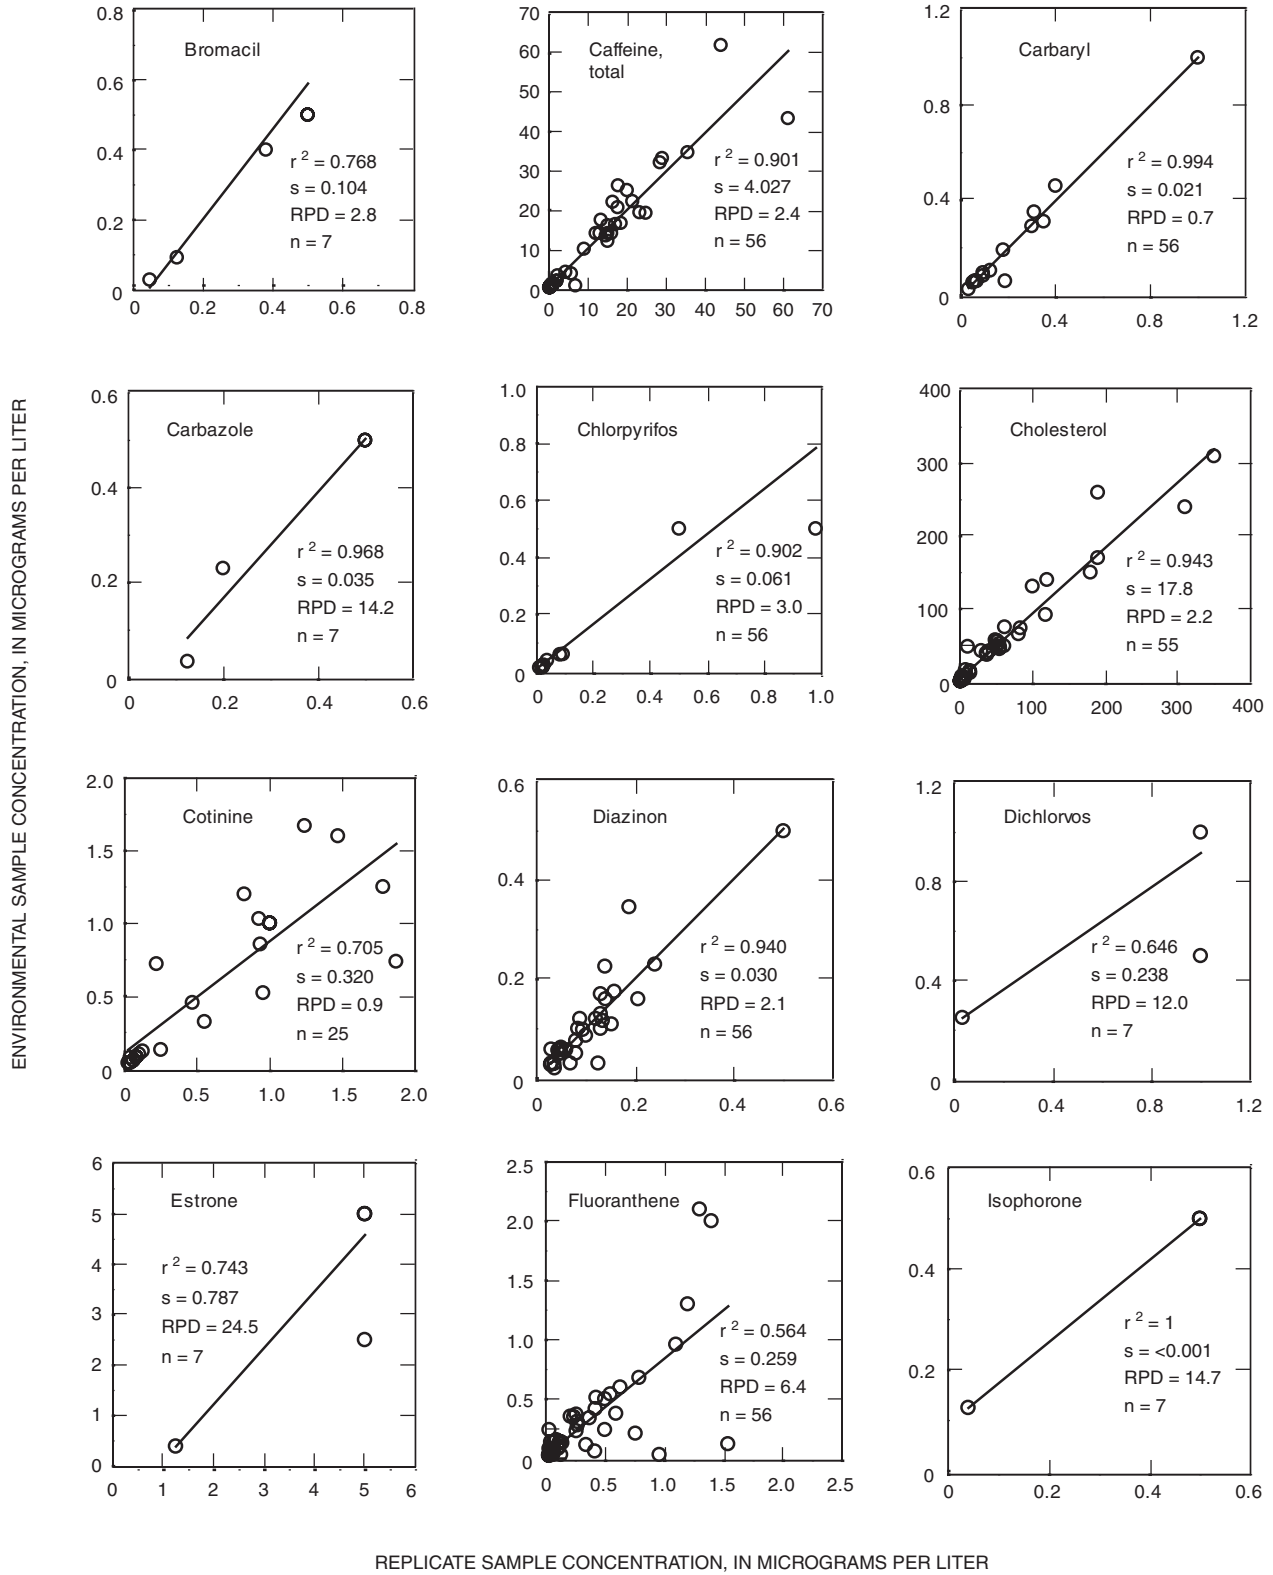 ENVIRONMENTAL SAMPLE CONCENTRATION, IN MICROGRAMS PER LITER
Bromacil
0.8
0.6
0.4
0.2
0
r 2 = 0.768
s = 0.104
RPD = 2.8
n = 7
0 0.2 0.4 0.6 0.8
Caffeine,
total
70
60
50
40
30
20
10
0
r 2 = 0.901
s = 4.027
RPD = 2.4
n = 56
0 10 20 30 40 50 60 70
Carbaryl
1.2
0.8
0.4
0
r 2 = 0.994
s = 0.021
RPD = 0.7
n = 56
0 0.4 0.8 1.2
Carbazole
0.6
0.4
0.2
0
r 2 = 0.968
s = 0.035
RPD = 14.2
n = 7
0 0.2 0.4 0.6
Chlorpyrifos
1.0
0.8
0.6
0.4
0.2
0
r 2 = 0.902
s = 0.061
RPD = 3.0
n = 56
0 0.2 0.4 0.6 0.8 1.0
Cholesterol
400
300
200
100
0
r 2 = 0.943
s = 17.8
RPD = 2.2
n = 55
0 100 200 300 400
Cotinine
2.0
1.5
1.0
0.5
0
r 2 = 0.705
s = 0.320
RPD = 0.9
n = 25
0 0.5 1.0 1.5 2.0
Diazinon
0.6
0.4
0.2
0
r 2 = 0.940
s = 0.030
RPD = 2.1
n = 56
0 0.2 0.4 0.6
Dichlorvos
1.2
0.8
0.4
0
r 2 = 0.646
s = 0.238
RPD = 12.0
n = 7
0 0.4 0.8 1.2
Estrone
6
5
4
3
2
1
0
r 2 = 0.743
s = 0.787
RPD = 24.5
n = 7
0 1 2 3 4 5 6
Fluoranthene
2.5
2.0
1.5
1.0
0.5
0
r 2 = 0.564
s = 0.259
RPD = 6.4
n = 56
0 0.5 1.0 1.5 2.0 2.5
Isophorone
0.6
0.4
0.2
0
r 2 = 1
s = <0.001
RPD = 14.7
n = 7
0 0.2 0.4 0.6
REPLICATE SAMPLE CONCENTRATION, IN MICROGRAMS PER LITER